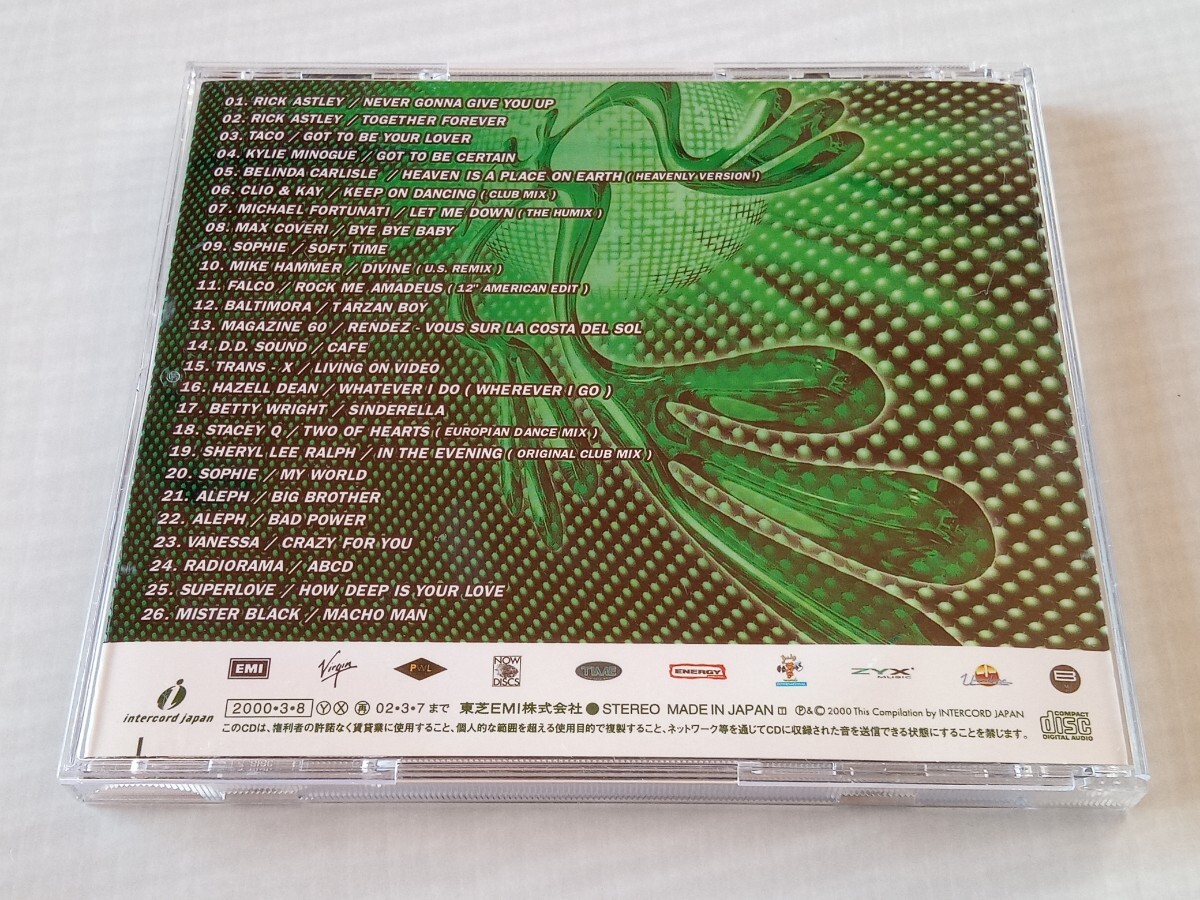 01. RICK ASTLEY / NEVER GONNA GIVE YOU UP
02. RICK ASTLEY / TOGETHER FOREVER
03. TACO / GOT TO BE YOUR LOVER
04. KYLIE MINOGUE / GOT TO BE CERTAIN
05. BELINDA CARLISLE / HEAVEN IS A PLACE ON EARTH ( HEAVENLY VERSION )
06. CLIO & KAY / KEEP ON DANCING ( CLUB MIX )
07. MICHAEL FORTUNATI / LET ME DOWN ( THE HUMIX )
08. MAX COVERI / BYE BYE BABY
09. SOPHIE / SOFT TIME
10. MIKE HAMMER / DIVINE ( U.S. REMIX )
11. FALCO / ROCK ME AMADEUS ( 12" AMERICAN EDIT )
12. BALTIMORA / TARZAN BOY
13. MAGAZINE 60 / RENDEZ - VOUS SUR LA COSTA DEL SOL
14. D.D. SOUND / CAFE
15. TRANS - X / LIVING ON VIDEO
16. HAZELL DEAN / WHATEVER I DO ( WHEREVER I GO )
17. BETTY WRIGHT / SINDERELLA
18. STACEY Q / TWO OF HEARTS ( EUROPIAN DANCE MIX )
19. SHERYL LEE RALPH / IN THE EVENING ( ORIGINAL CLUB MIX )
20. SOPHIE / MY WORLD
21. ALEPH / BIG BROTHER
22. ALEPH / BAD POWER
23. VANESSA / CRAZY FOR YOU
24. RADIORAMA / ABCD
25. SUPERLOVE / HOW DEEP IS YOUR LOVE
26. MISTER BLACK / MACHO MAN
EMI Virgin PWL NOW DISCS TIME ENERGY ZYX MUSIC
intercord japan
2000・3・8 Ⓨ Ⓧ 再 02・3・7 まで 東芝EMI株式会社 ● STEREO MADE IN JAPAN Ⓟ&© 2000 This Compilation by INTERCORD JAPAN
このCDは、権利者の許諾なく賃貸業に使用すること、個人的な範囲を超える使用目的で複製すること、ネットワーク等を通じてCDに収録された音を送信できる状態にすることを禁じます。
COMPACT disc DIGITAL AUDIO